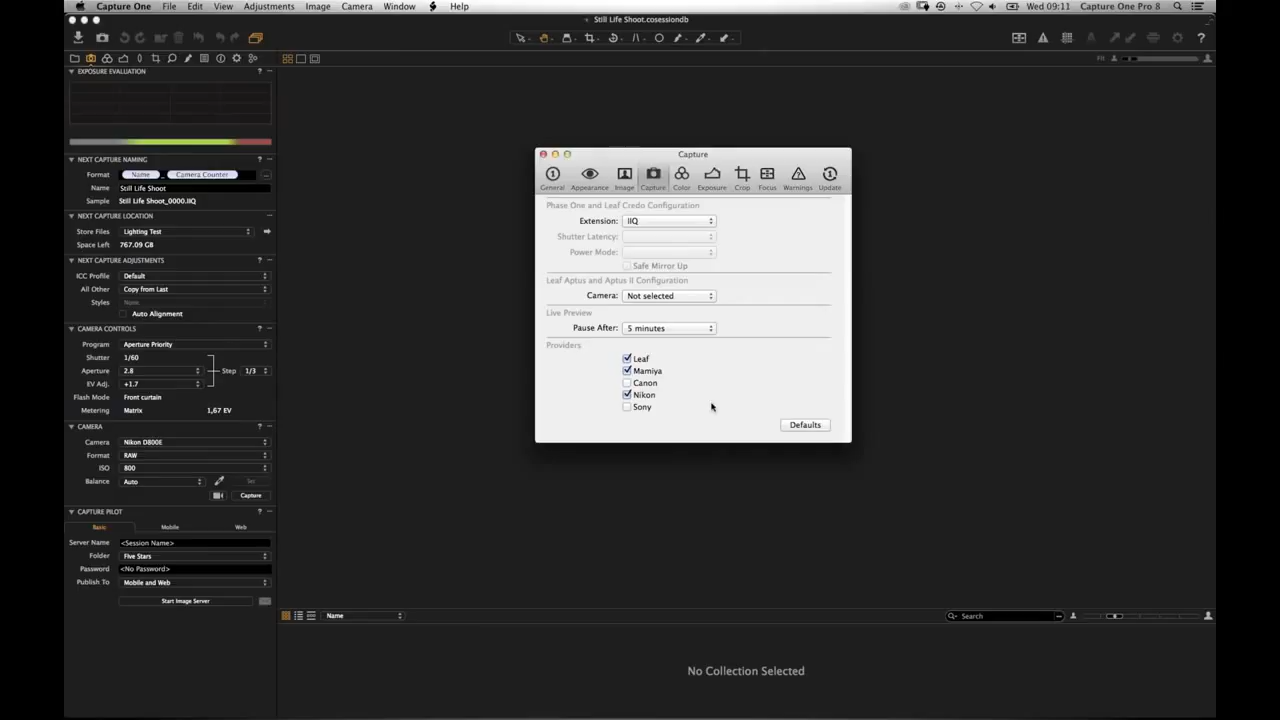 Capture One File Edit View Adjustments Image Camera Window Help Wed 09:11 Capture One Pro 8
Still Life Shoot.cosessiondb
EXPOSURE EVALUATION ? ...
NEXT CAPTURE NAMING ? ...
Format Name _ Camera Counter ...
Name Still Life Shoot
Sample Still Life Shoot_0000.IIQ
NEXT CAPTURE LOCATION ? ...
Store Files Lighting Test
Space Left 767.09 GB
NEXT CAPTURE ADJUSTMENTS ? ...
ICC Profile Default
All Other Copy from Last
Styles None
Auto Alignment
CAMERA CONTROLS ? ...
Program Aperture Priority
Shutter 1/60
Aperture 2.8 Step 1/3
EV Adj. +1.7
Flash Mode Front curtain
Metering Matrix 1,67 EV
CAMERA ? ...
Camera Nikon D800E
Format RAW
ISO 800
Balance Auto Set
Capture
CAPTURE PILOT ? ...
Basic Mobile Web
Server Name <Session Name>
Folder Five Stars
Password <No Password>
Publish To Mobile and Web
Start Image Server
Capture
General Appearance Image Capture Color Exposure Crop Focus Warnings Update
Phase One and Leaf Credo Configuration
Extension: IIQ
Shutter Latency:
Power Mode:
Safe Mirror Up
Leaf Aptus and Aptus II Configuration
Camera: Not selected
Live Preview
Pause After: 5 minutes
Providers
Leaf
Mamiya
Canon
Nikon
Sony
Defaults
Name Search
No Collection Selected